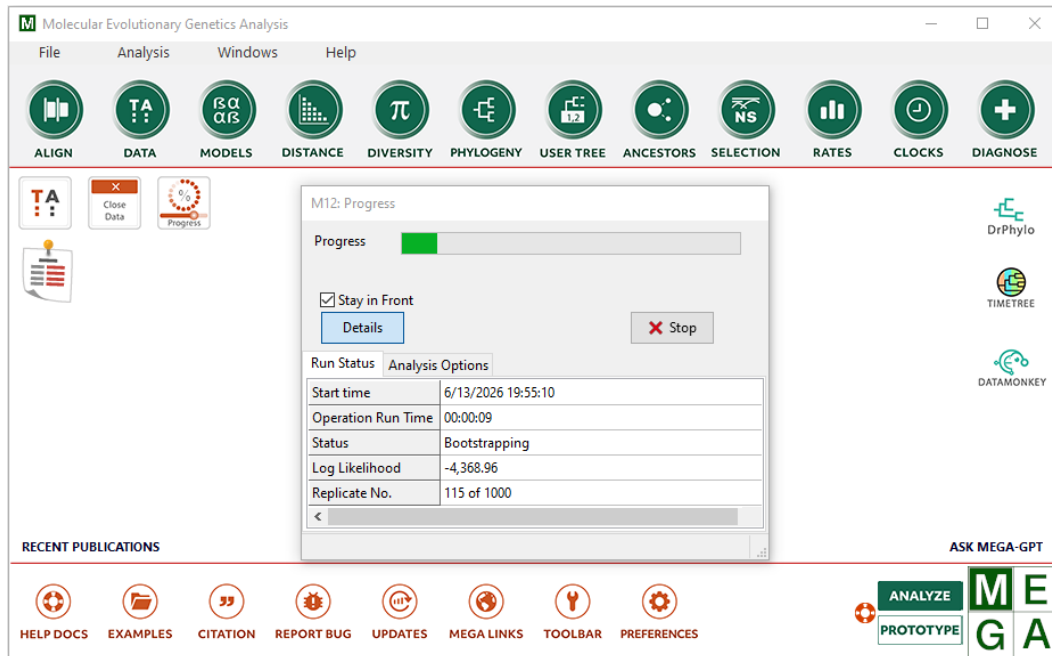 M Molecular Evolutionary Genetics Analysis
File Analysis Windows Help
TA ßα αß π 1,2 NS
ALIGN DATA MODELS DISTANCE DIVERSITY PHYLOGENY USER TREE ANCESTORS SELECTION RATES CLOCKS DIAGNOSE
TA
Close
Data
%
Progress
M12: Progress
Progress
Stay in Front
Details Stop
Run Status Analysis Options
Start time 6/13/2026 19:55:10
Operation Run Time 00:00:09
Status Bootstrapping
Log Likelihood -4,368.96
Replicate No. 115 of 1000
DrPhylo
TIMETREE
DATAMONKEY
RECENT PUBLICATIONS ASK MEGA-GPT
HELP DOCS EXAMPLES CITATION REPORT BUG UPDATES MEGA LINKS TOOLBAR PREFERENCES
ANALYZE
PROTOTYPE
M E
G A